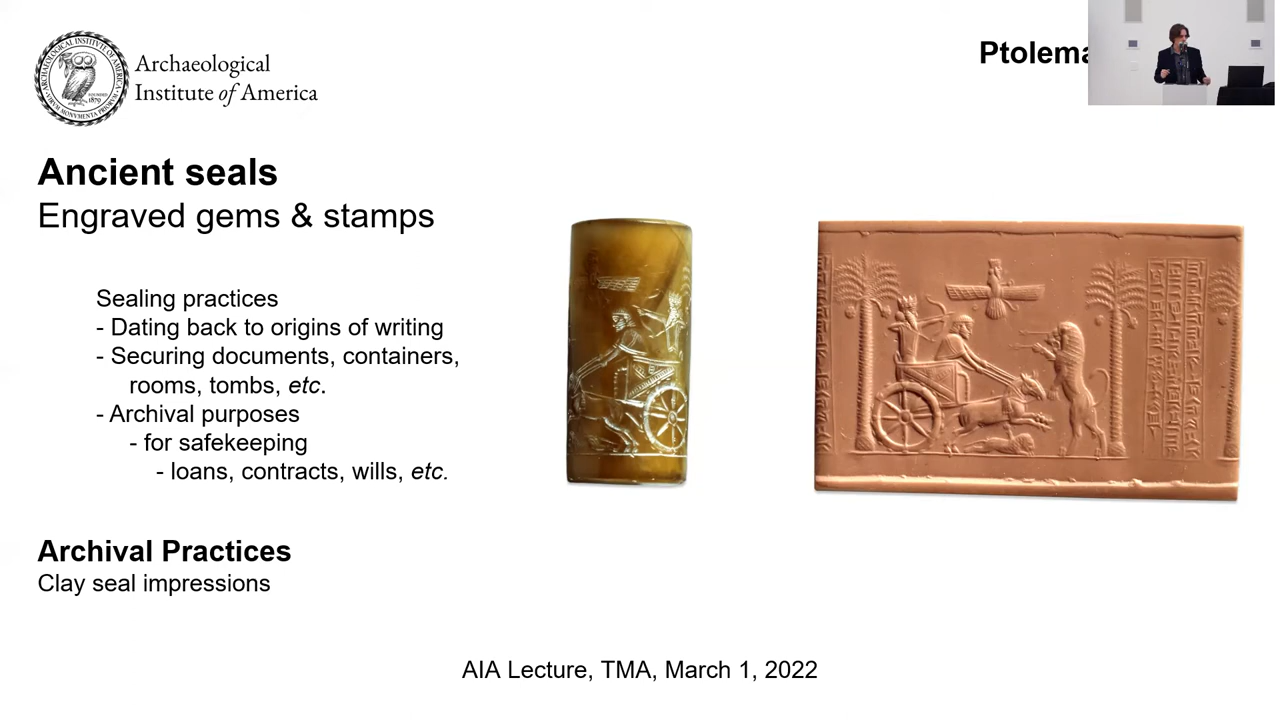 Archaeological
Institute of America
Ancient seals
Engraved gems & stamps
Sealing practices
- Dating back to origins of writing
- Securing documents, containers,
rooms, tombs, etc.
- Archival purposes
- for safekeeping
- loans, contracts, wills, etc.
Archival Practices
Clay seal impressions
AIA Lecture, TMA, March 1, 2022